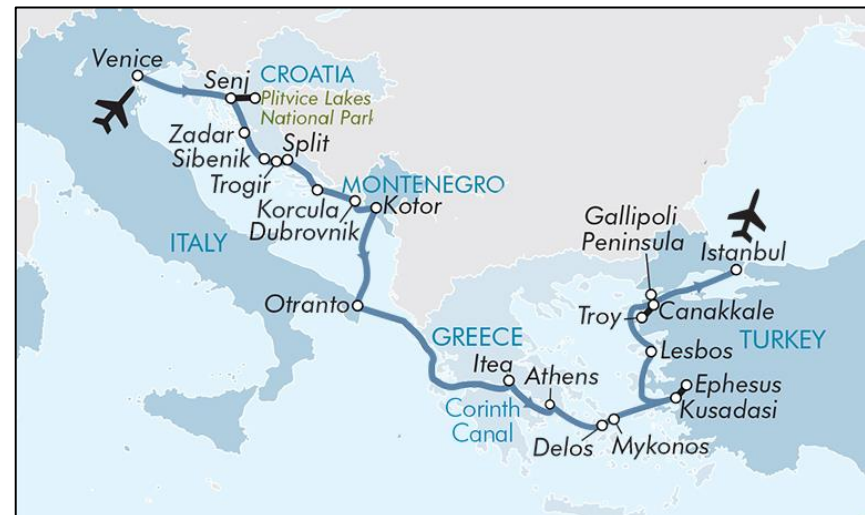 Venice
Senj
CROATIA
Plitvice Lakes
National Park
Zadar
Sibenik
Split
Trogir
MONTENEGRO
Korcula
Kotor
Dubrovnik
ITALY
Gallipoli
Peninsula
Istanbul
Otranto
Troy
Canakkale
GREECE
TURKEY
Lesbos
Itea
Athens
Ephesus
Kusadasi
Corinth
Canal
Delos
Mykonos